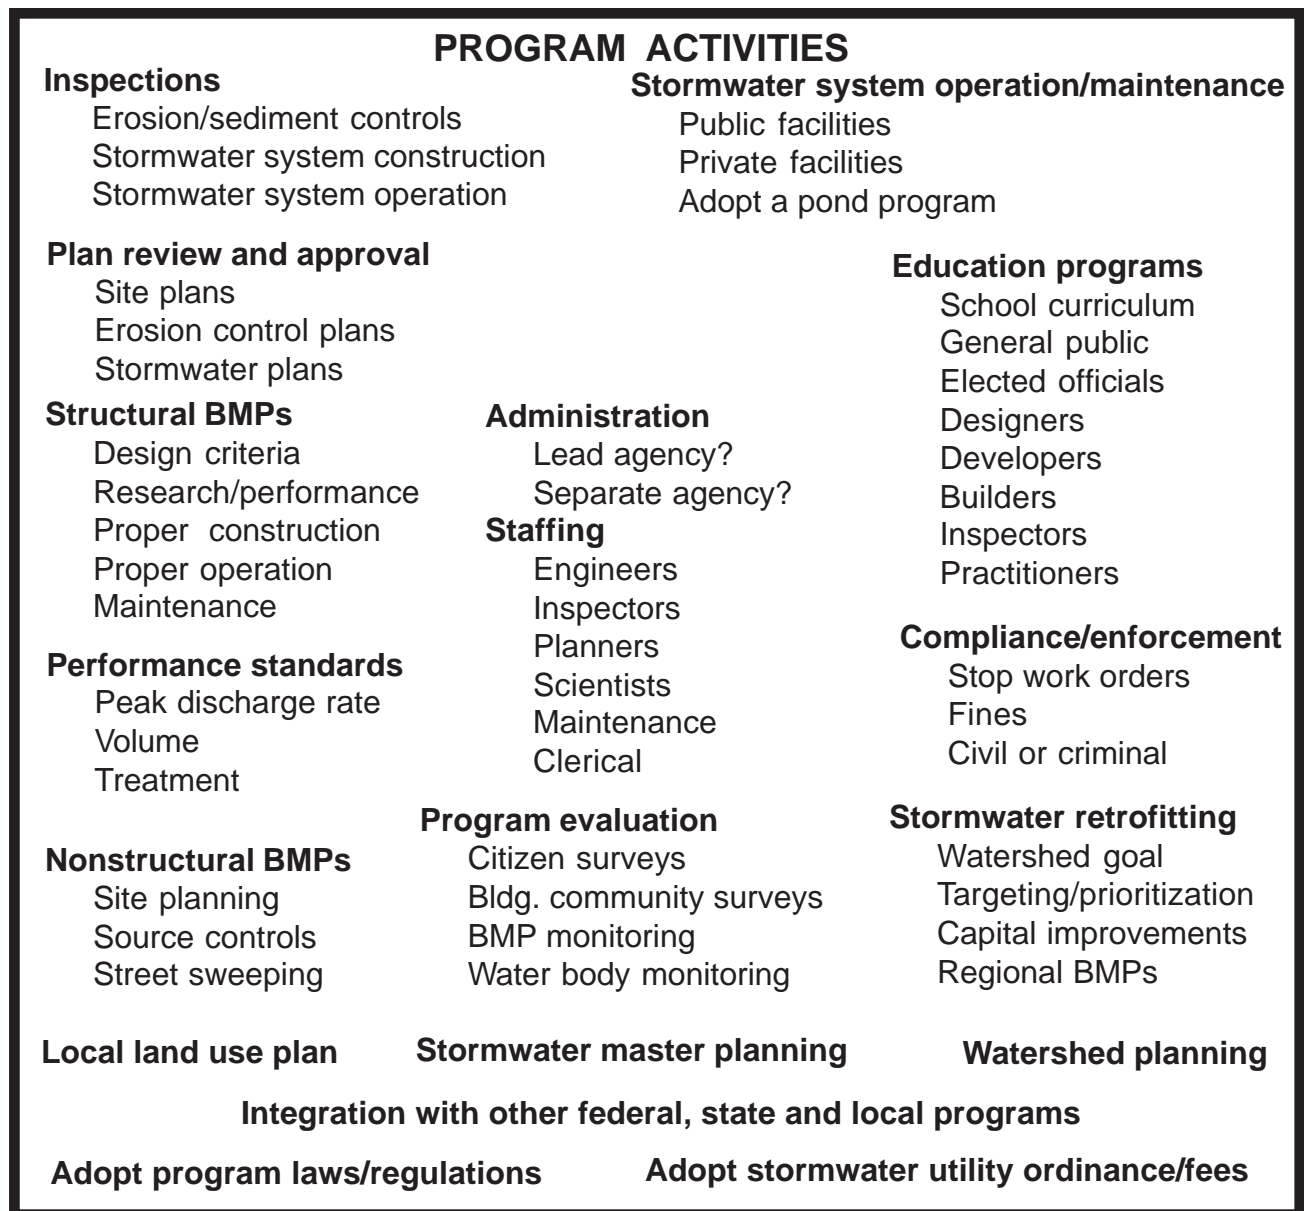 PROGRAM ACTIVITIES
Inspections
Erosion/sediment controls
Stormwater system construction
Stormwater system operation
Stormwater system operation/maintenance
Public facilities
Private facilities
Adopt a pond program
Plan review and approval
Site plans
Erosion control plans
Stormwater plans
Education programs
School curriculum
General public
Elected officials
Designers
Developers
Builders
Inspectors
Practitioners
Structural BMPs
Design criteria
Research/performance
Proper construction
Proper operation
Maintenance
Administration
Lead agency?
Separate agency?
Staffing
Engineers
Inspectors
Planners
Scientists
Maintenance
Clerical
Compliance/enforcement
Stop work orders
Fines
Civil or criminal
Performance standards
Peak discharge rate
Volume
Treatment
Program evaluation
Citizen surveys
Bldg. community surveys
BMP monitoring
Water body monitoring
Stormwater retrofitting
Watershed goal
Targeting/prioritization
Capital improvements
Regional BMPs
Nonstructural BMPs
Site planning
Source controls
Street sweeping
Local land use plan
Stormwater master planning
Watershed planning
Integration with other federal, state and local programs
Adopt program laws/regulations
Adopt stormwater utility ordinance/fees